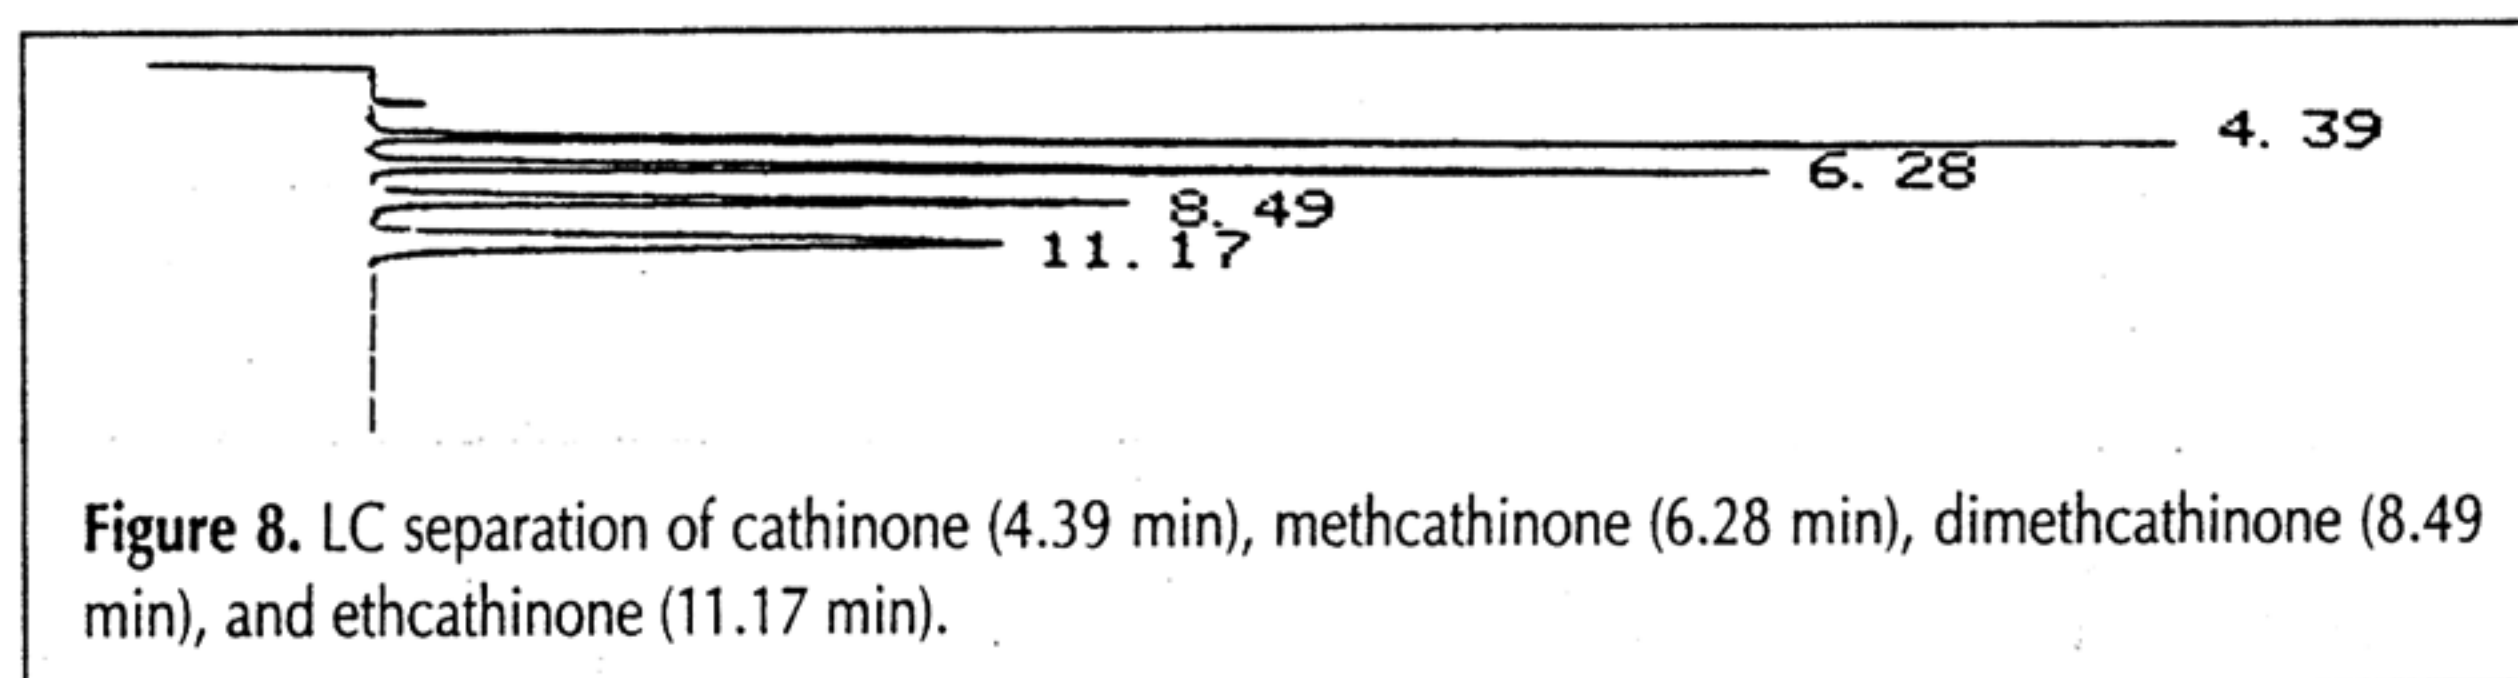 4. 39
6. 28
8. 49
11. 17
Figure 8. LC separation of cathinone (4.39 min), methcathinone (6.28 min), dimethcathinone (8.49
min), and ethcathinone (11.17 min).